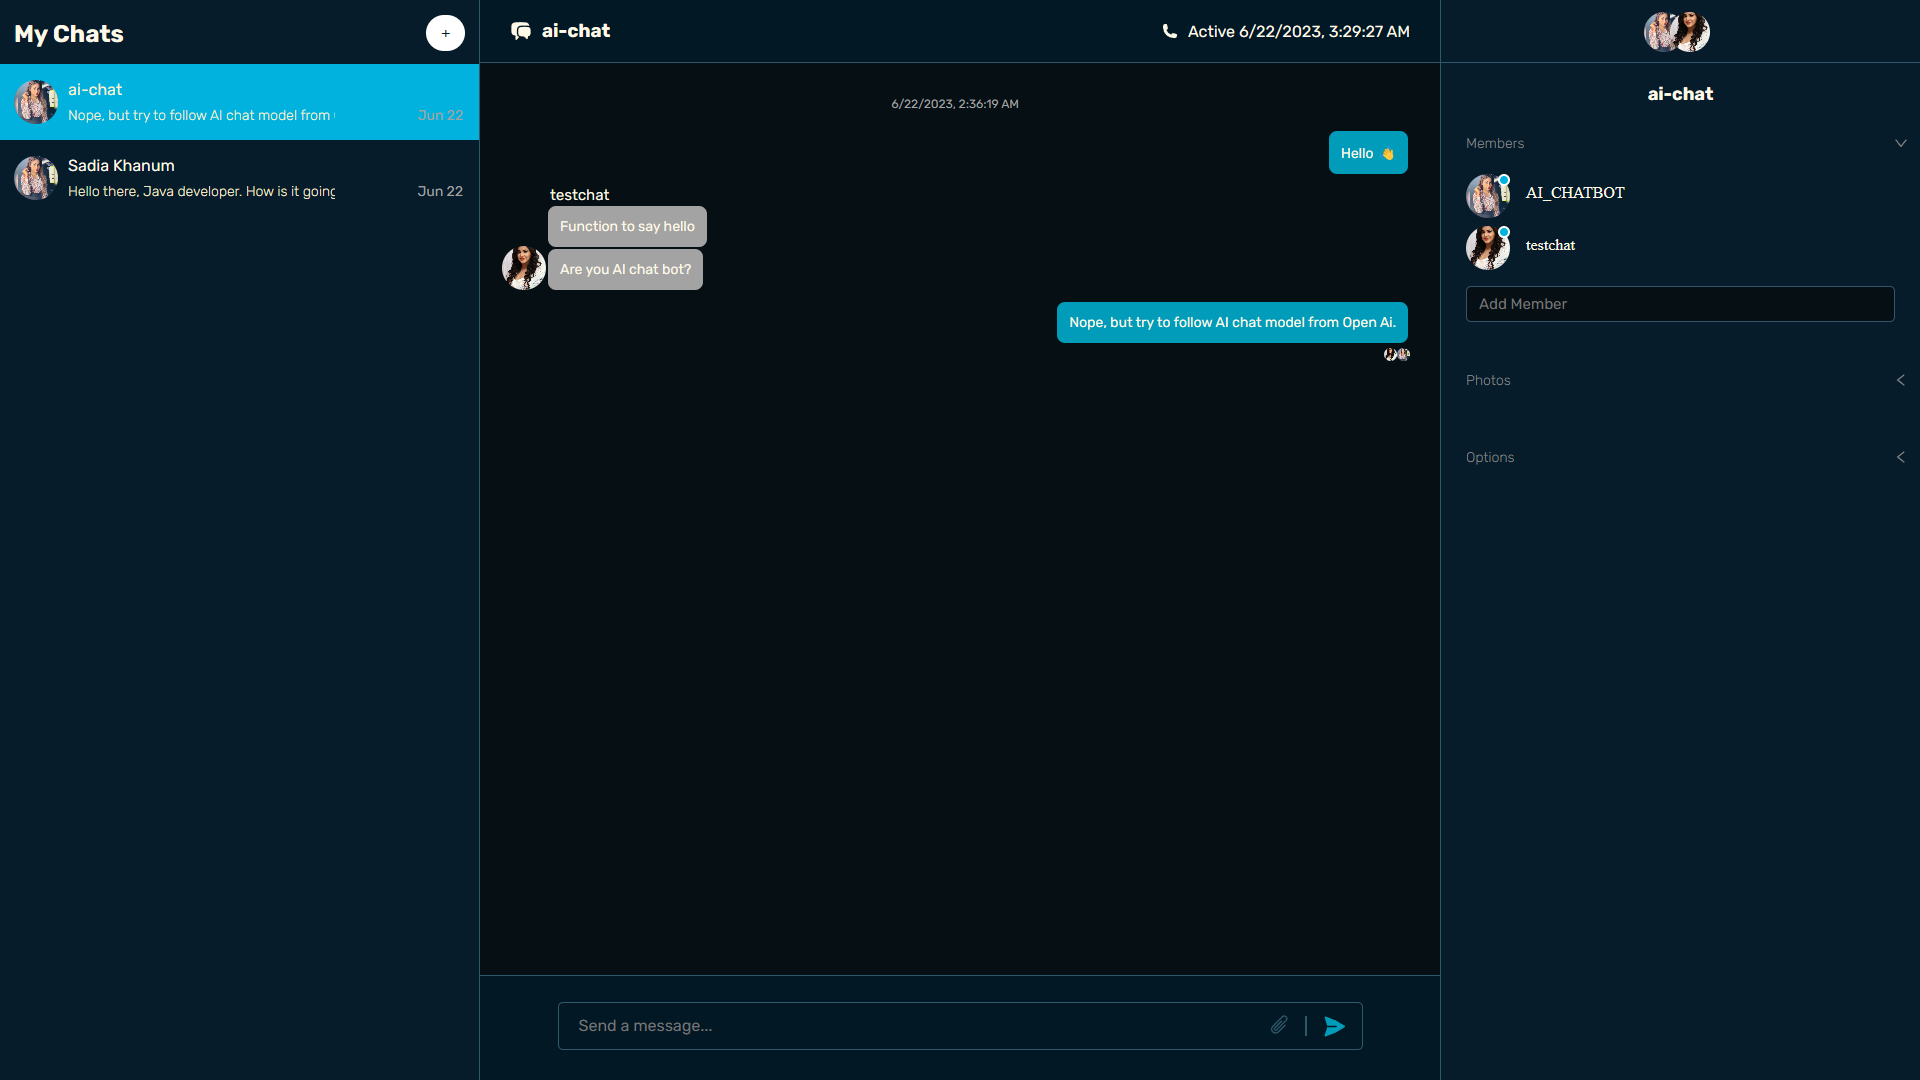 My Chats
+
ai-chat
Nope, but try to follow AI chat model from
Jun 22
Sadia Khanum
Hello there, Java developer. How is it going
Jun 22
ai-chat
Active 6/22/2023, 3:29:27 AM
6/22/2023, 2:36:19 AM
Hello 👋
testchat
Function to say hello
Are you AI chat bot?
Nope, but try to follow AI chat model from Open Ai.
Send a message...
ai-chat
Members
AI_CHATBOT
testchat
Add Member
Photos
Options